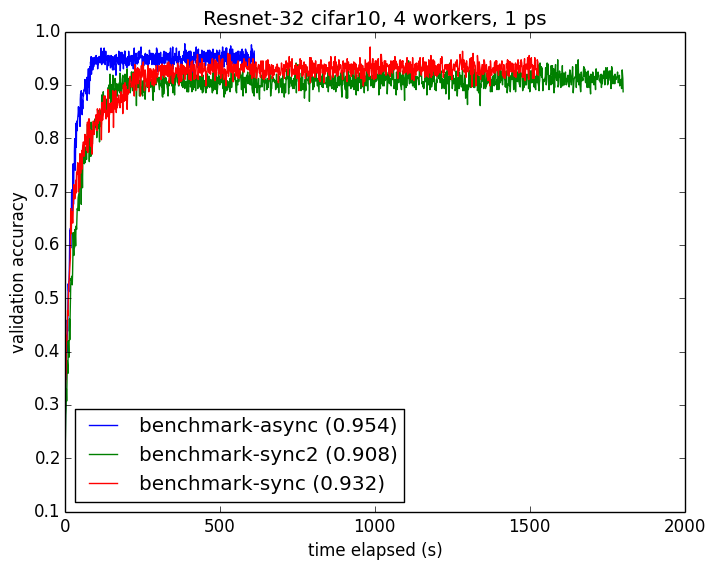 Resnet-32 cifar10, 4 workers, 1 ps
1.0
0.9
0.8
0.7
0.6
0.5
0.4
0.3
0.2
0.1
validation accuracy
benchmark-async (0.954)
benchmark-sync2 (0.908)
benchmark-sync (0.932)
0 500 1000 1500 2000
time elapsed (s)